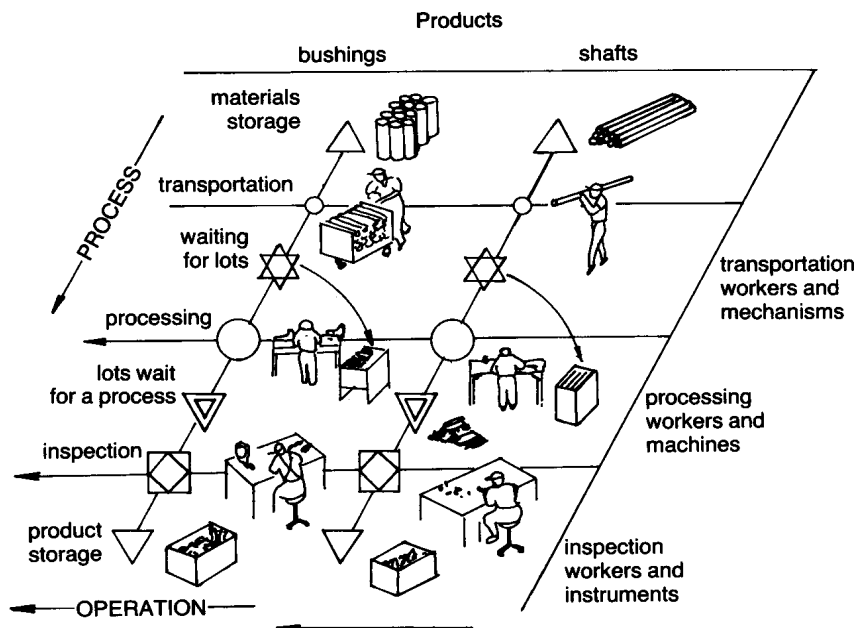 Products
bushings
shafts
materials
storage
PROCESS
transportation
waiting
for lots
transportation
workers and
mechanisms
processing
lots wait
for a process
processing
workers and
machines
inspection
product
storage
inspection
workers and
instruments
OPERATION